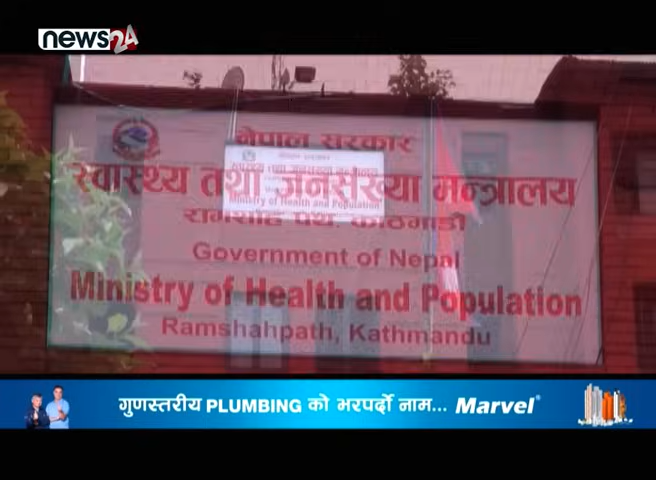 news24
नेपाल सरकार
स्वास्थ्य तथा जनसंख्या मन्त्रालय
Ministry of Health and Population
रामशाह पथ, काठमाडौं
Government of Nepal
Ministry of Health and Population
Ramshahpath, Kathmandu
गुणस्तरीय PLUMBING को भरपर्दो नाम... Marvel®